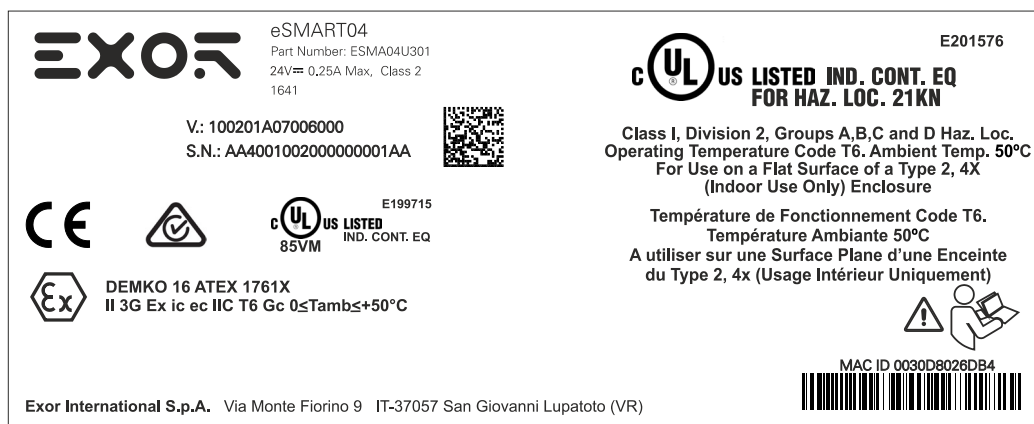 EXOR
eSMART04
Part Number: ESMA04U301
24V⎓ 0.25A Max, Class 2
1641
V.: 100201A07006000
S.N.: AA4001002000000001AA
CE
C UL ® US LISTED
E199715
IND. CONT. EQ
85VM
Ex
DEMKO 16 ATEX 1761X
II 3G Ex ic ec IIC T6 Gc 0≤Tamb≤+50°C
Exor International S.p.A. Via Monte Fiorino 9 IT-37057 San Giovanni Lupatoto (VR)
E201576
C UL ® US LISTED IND. CONT. EQ
FOR HAZ. LOC. 21KN
Class I, Division 2, Groups A,B,C and D Haz. Loc.
Operating Temperature Code T6. Ambient Temp. 50ºC
For Use on a Flat Surface of a Type 2, 4X
(Indoor Use Only) Enclosure
Température de Fonctionnement Code T6.
Température Ambiante 50ºC
A utiliser sur une Surface Plane d'une Enceinte
du Type 2, 4x (Usage Intérieur Uniquement)
MAC ID 0030D8026DB4